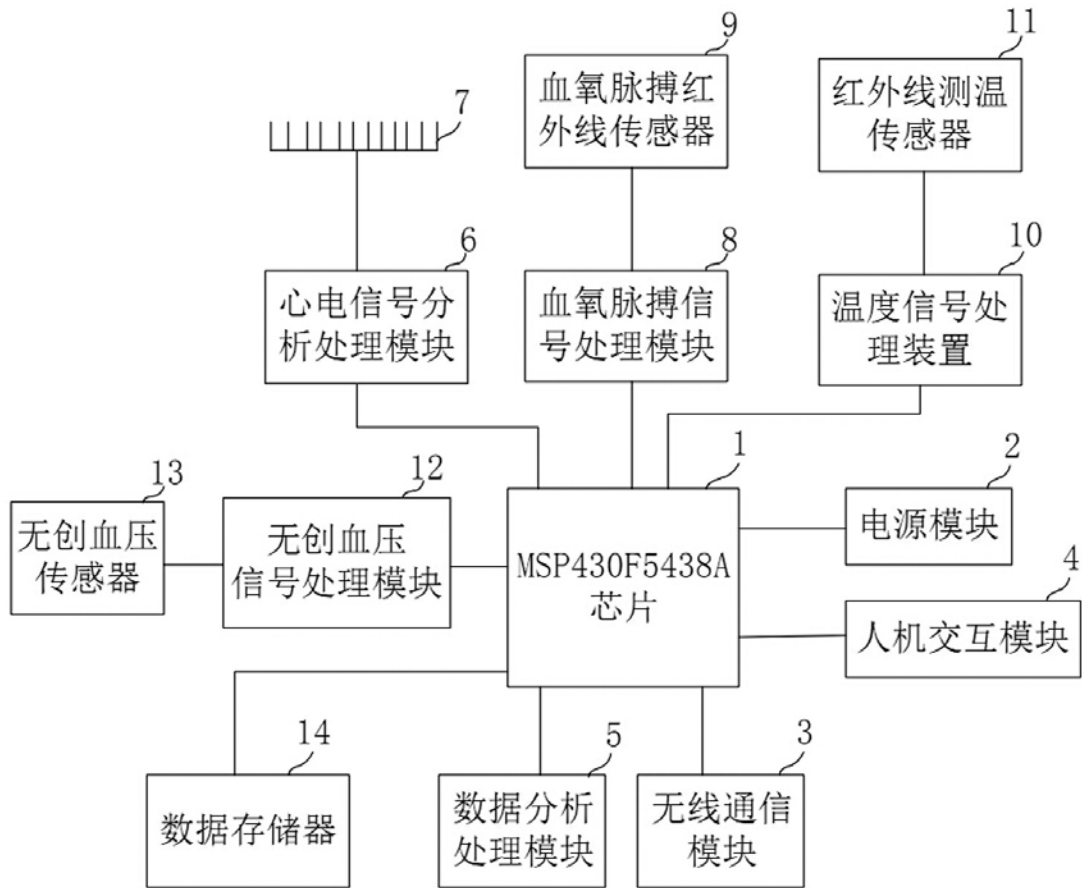 9
血氧脉搏红
外线传感器
11
红外线测温
传感器
7
6
心电信号分
析处理模块
8
血氧脉搏信
号处理模块
10
温度信号处
理装置
13
无创血压
传感器
12
无创血压
信号处理模块
1
MSP430F5438A
芯片
2
电源模块
4
人机交互模块
14
数据存储器
5
数据分析
处理模块
3
无线通信
模块